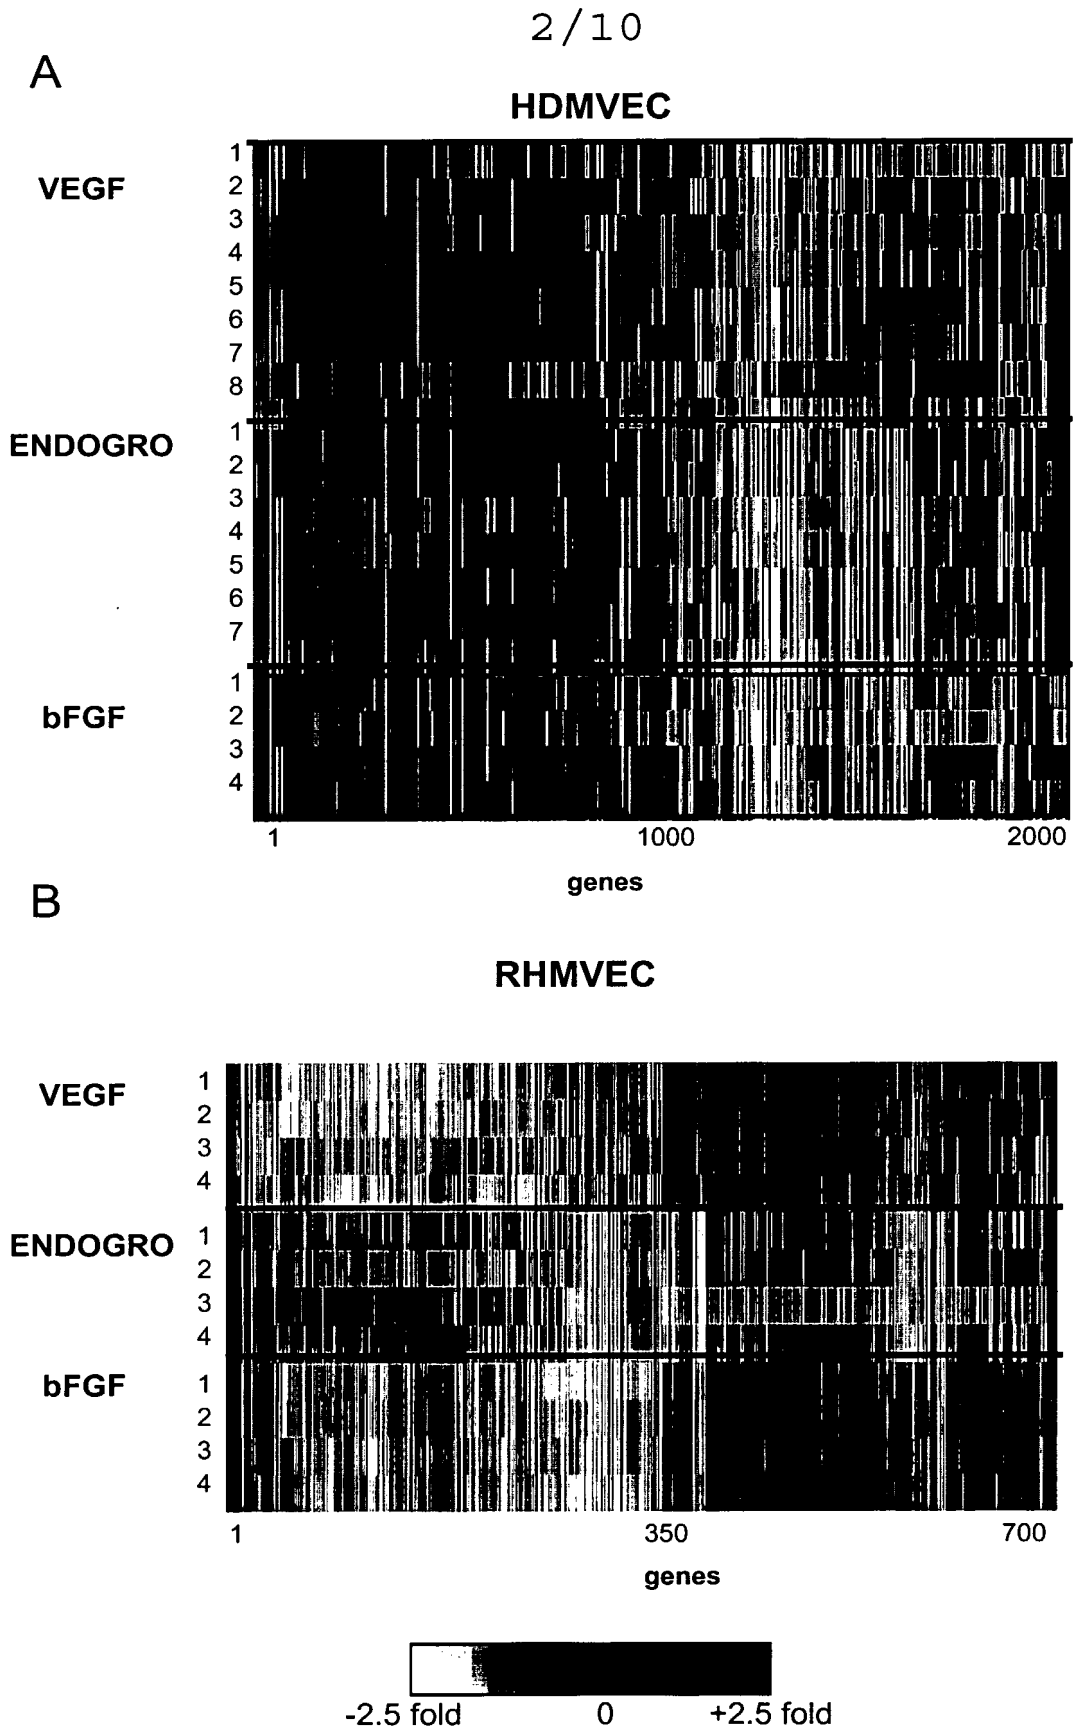 2/10
A
HDMVEC
VEGF
1
2
3
4
5
6
7
8
ENDOGRO
1
2
3
4
5
6
7
bFGF
1
2
3
4
1 1000 2000
genes
B
RHMVEC
VEGF
1
2
3
4
ENDOGRO
1
2
3
4
bFGF
1
2
3
4
1 350 700
genes
-2.5 fold 0 +2.5 fold